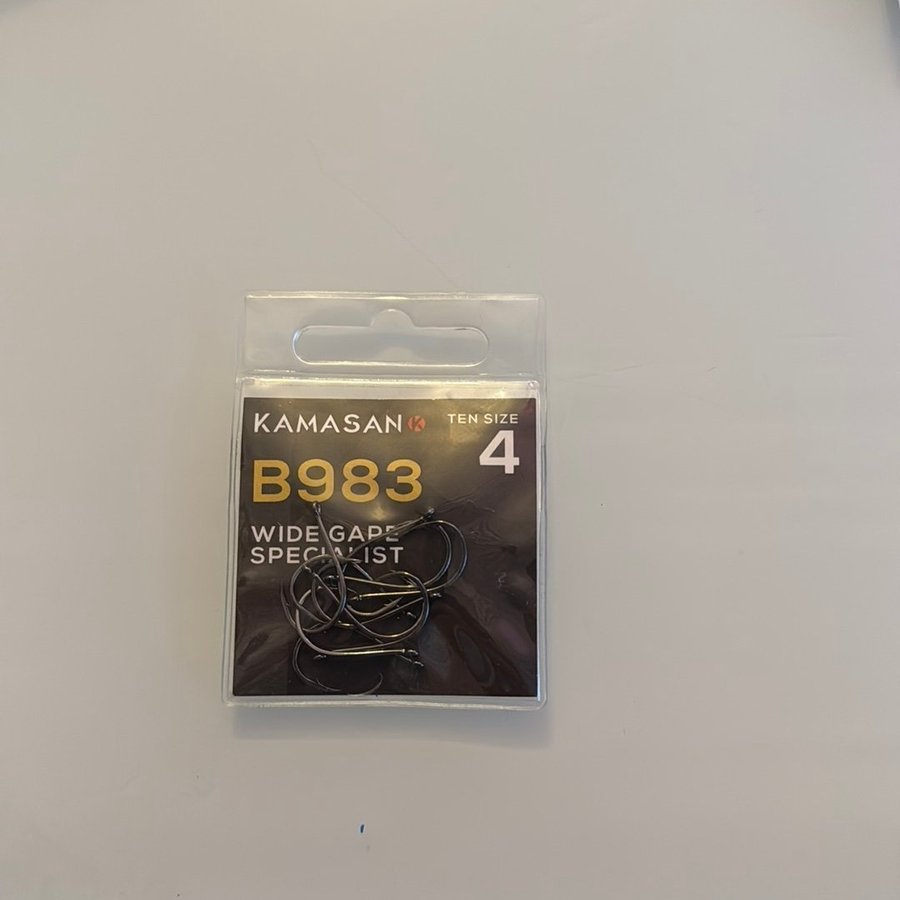 KAMASAN
TEN SIZE
4
B983
WIDE GAPE
SPECIALIST